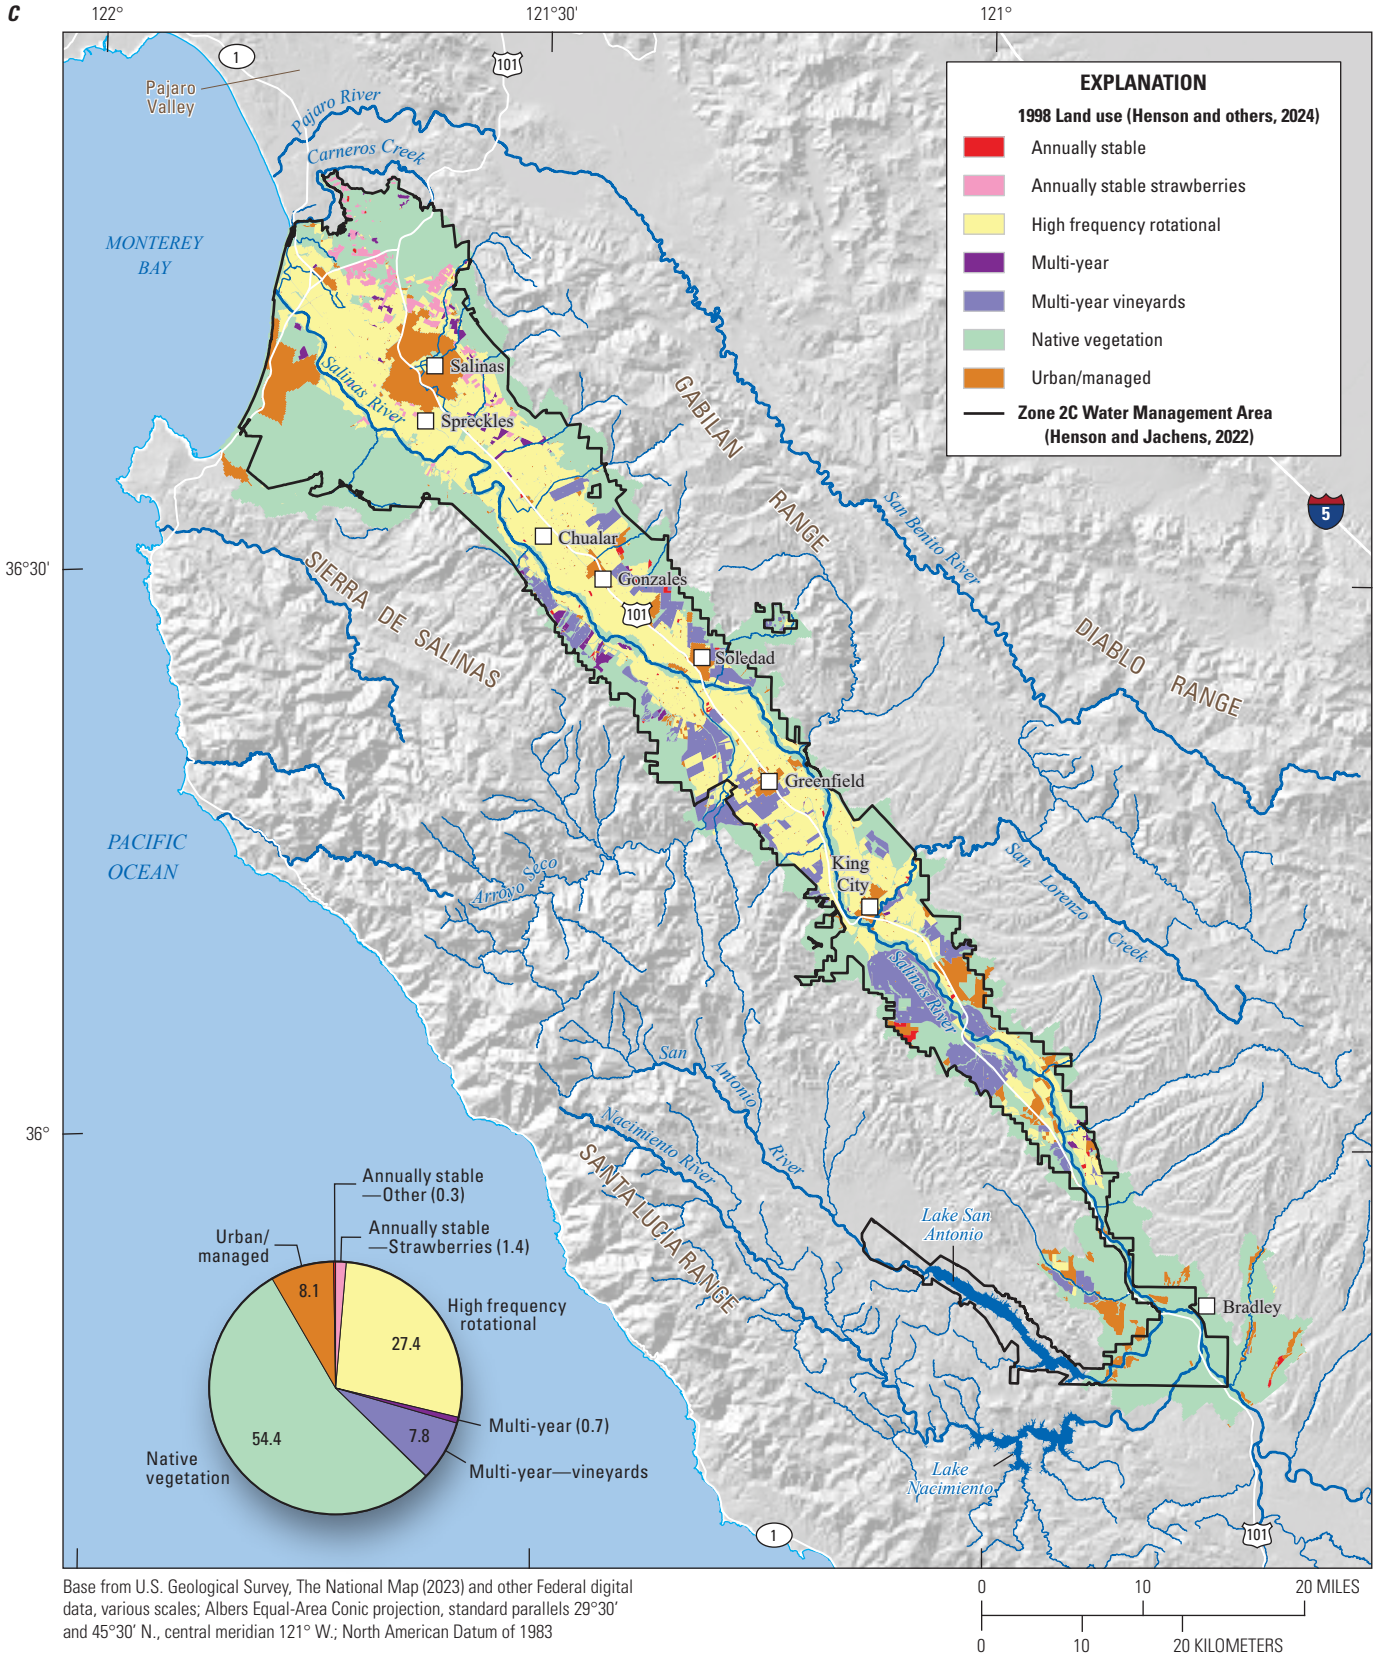 C
122°
121°30'
121°
1
101
Pajaro
Valley
Pajaro River
Carneros Creek
MONTEREY
BAY
EXPLANATION
1998 Land use (Henson and others, 2024)
Annually stable
Annually stable strawberries
High frequency rotational
Multi-year
Multi-year vineyards
Native vegetation
Urban/managed
Zone 2C Water Management Area
(Henson and Jachens, 2022)
Salinas
Salinas River
Spreckles
GABILAN
RANGE
San Benito River
5
Chualar
36°30'
Gonzales
101
SIERRA DE SALINAS
Soledad
DIABLO RANGE
Greenfield
PACIFIC
OCEAN
King
City
Arroyo Seco
San Lorenzo Creek
Salinas River
San Antonio River
Nacimiento River
36°
SANTA LUCIA RANGE
Lake San
Antonio
Bradley
Lake
Nacimiento
1
101
Annually stable
—Other (0.3)
Annually stable
—Strawberries (1.4)
Urban/
managed
8.1
High frequency
rotational
27.4
Multi-year (0.7)
7.8
Multi-year—vineyards
54.4
Native
vegetation
Base from U.S. Geological Survey, The National Map (2023) and other Federal digital
data, various scales; Albers Equal-Area Conic projection, standard parallels 29°30'
and 45°30' N., central meridian 121° W.; North American Datum of 1983
0 10 20 MILES
0 10 20 KILOMETERS